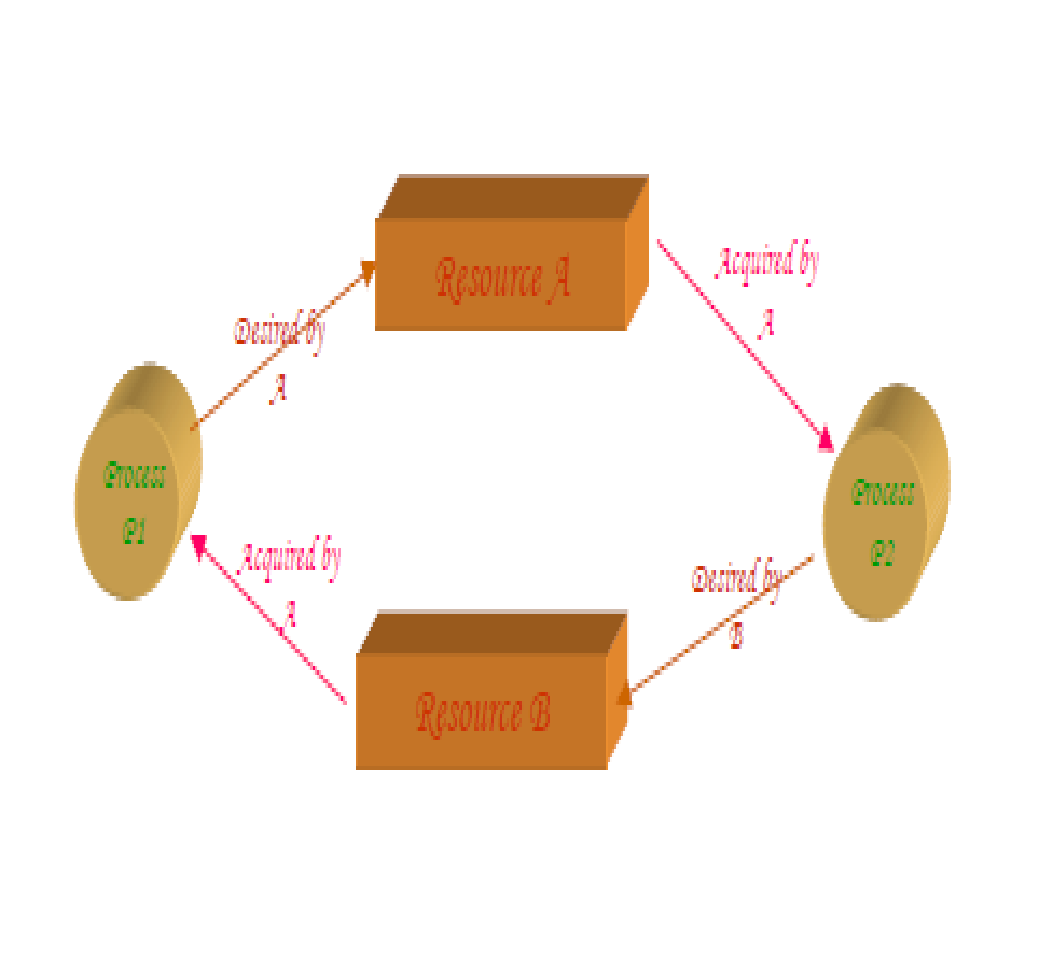 Resource A
Acquired by
A
Desired by
A
Process
P1
Process
P2
Acquired by
A
Desired by
B
Resource B